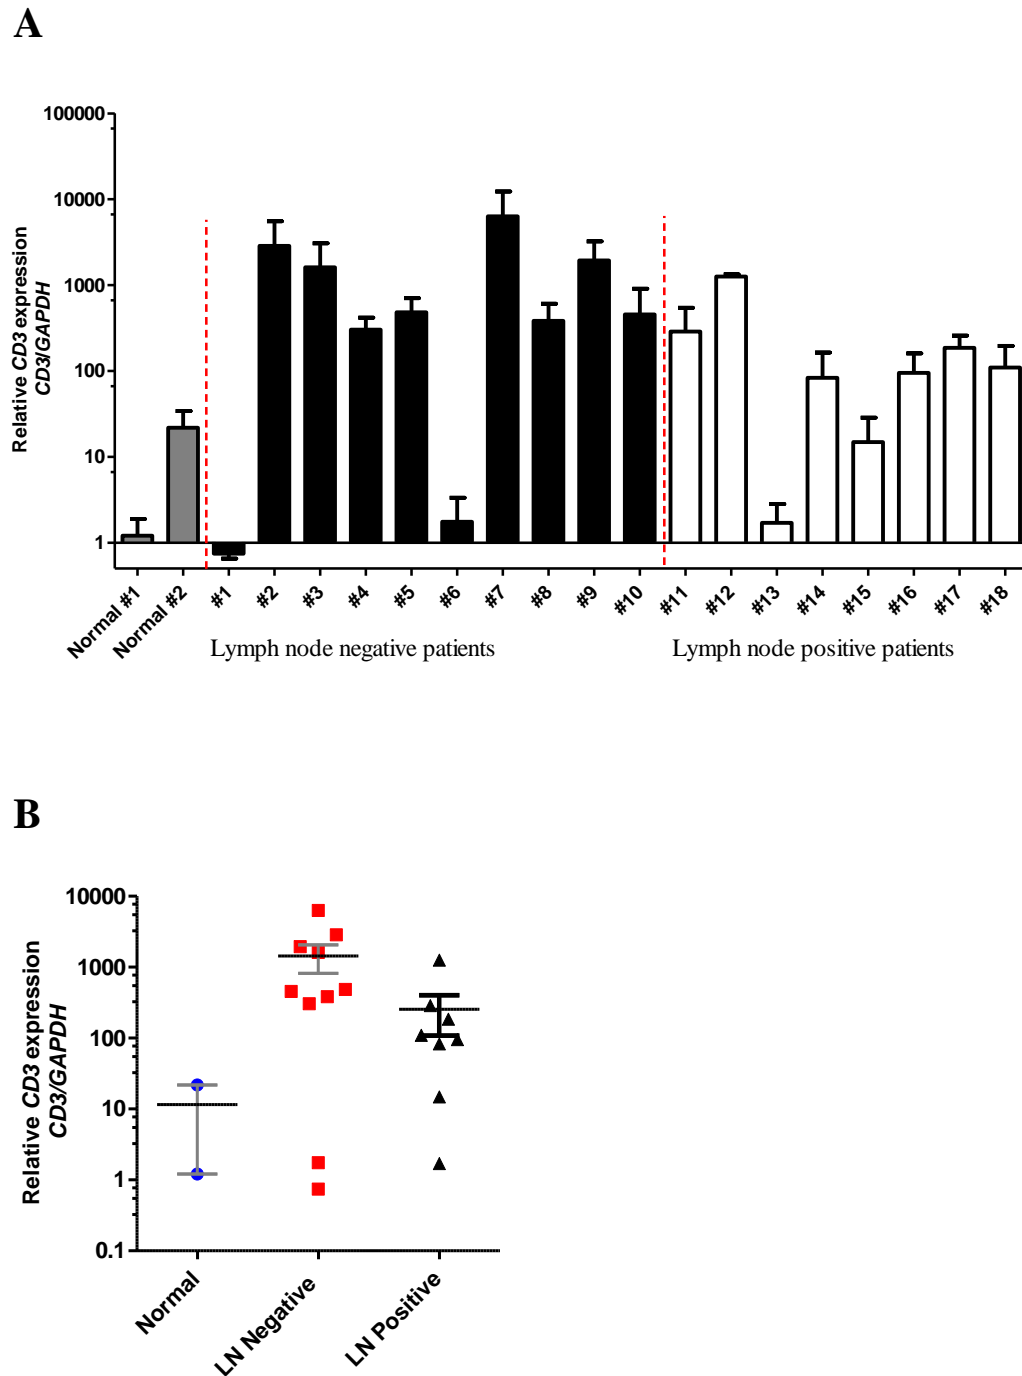 A
Relative CD3 expression
CD3/GAPDH
100000
10000
1000
100
10
1
Normal #1
Normal #2
#1
#2
#3
#4
#5
#6
#7
#8
#9
#10
#11
#12
#13
#14
#15
#16
#17
#18
Lymph node negative patients
Lymph node positive patients
B
Relative CD3 expression
CD3/GAPDH
10000
1000
100
10
1
0.1
Normal
LN Negative
LN Positive